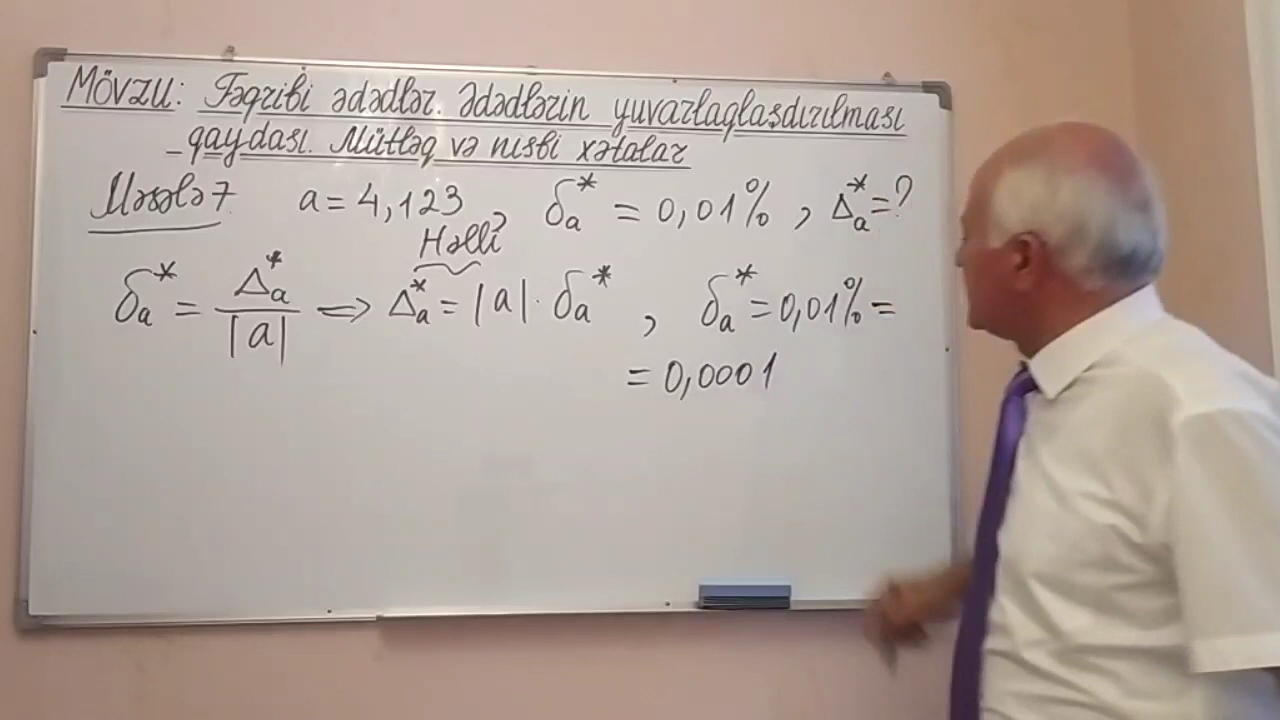 MÖVZU: Təqribi ədədlər. Ədədlərin yuvarlaqlaşdırılması
qaydası. Mütləq və nisbi xətalar
Məsələ 7 a = 4,123, δₐ* = 0,01%, Δₐ* = ?
Həlli
δₐ* = Δₐ* / |a| ⇒ Δₐ* = |a| · δₐ*, δₐ* = 0,01% =
= 0,0001